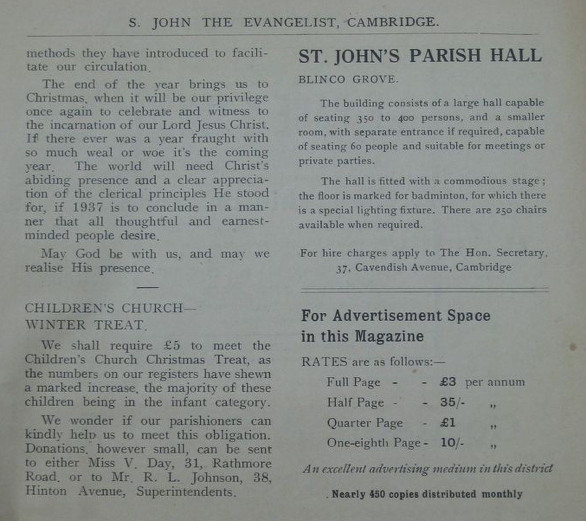 S. JOHN THE EVANGELIST, CAMBRIDGE.
methods they have introduced to facili-
tate our circulation.
The end of the year brings us to
Christmas, when it will be our privilege
once again to celebrate and witness to
the incarnation of our Lord Jesus Christ.
If there ever was a year fraught with
so much weal or woe it's the coming
year. The world will need Christ's
abiding presence and a clear apprecia-
tion of the clerical principles He stood
for, if 1937 is to conclude in a man-
ner that all thoughtful and earnest-
minded people desire.
May God be with us, and may we
realise His presence.
CHILDREN'S CHURCH—
WINTER TREAT.
We shall require £5 to meet the
Children's Church Christmas Treat, as
the numbers on our registers have shewn
a marked increase, the majority of these
children being in the infant category.
We wonder if our parishioners can
kindly help us to meet this obligation.
Donations, however small, can be sent
to either Miss V. Day, 31, Rathmore
Road, or to Mr. R. L. Johnson, 38,
Hinton Avenue, Superintendents.
ST. JOHN'S PARISH HALL
BLINCO GROVE.
The building consists of a large hall capable
of seating 350 to 400 persons, and a smaller
room, with separate entrance if required, capable
of seating 60 people and suitable for meetings or
private parties.
The hall is fitted with a commodious stage;
the floor is marked for badminton, for which there
is a special lighting fixture. There are 250 chairs
available when required.
For hire charges apply to The Hon. Secretary,
37, Cavendish Avenue, Cambridge
For Advertisement Space
in this Magazine
RATES are as follows:—
Full Page - - £3 per annum
Half Page - - 35/- „
Quarter Page - £1 „
One-eighth Page - 10/- „
An excellent advertising medium in this district
Nearly 450 copies distributed monthly